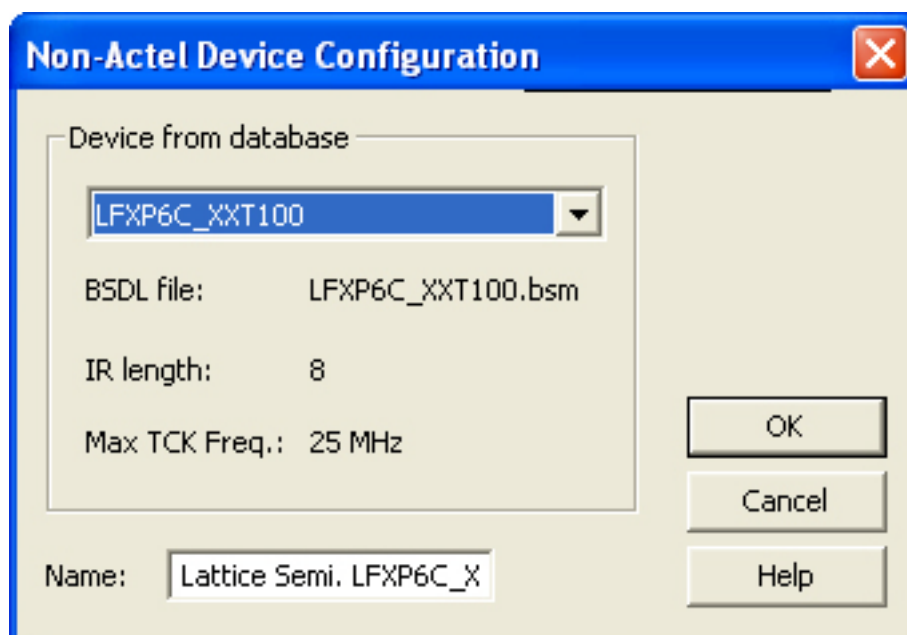 Non-Actel Device Configuration
Device from database
LFXP6C_XXT100
BSDL file: LFXP6C_XXT100.bsm
IR length: 8
Max TCK Freq.: 25 MHz
OK
Cancel
Name: Lattice Semi. LFXP6C_X
Help